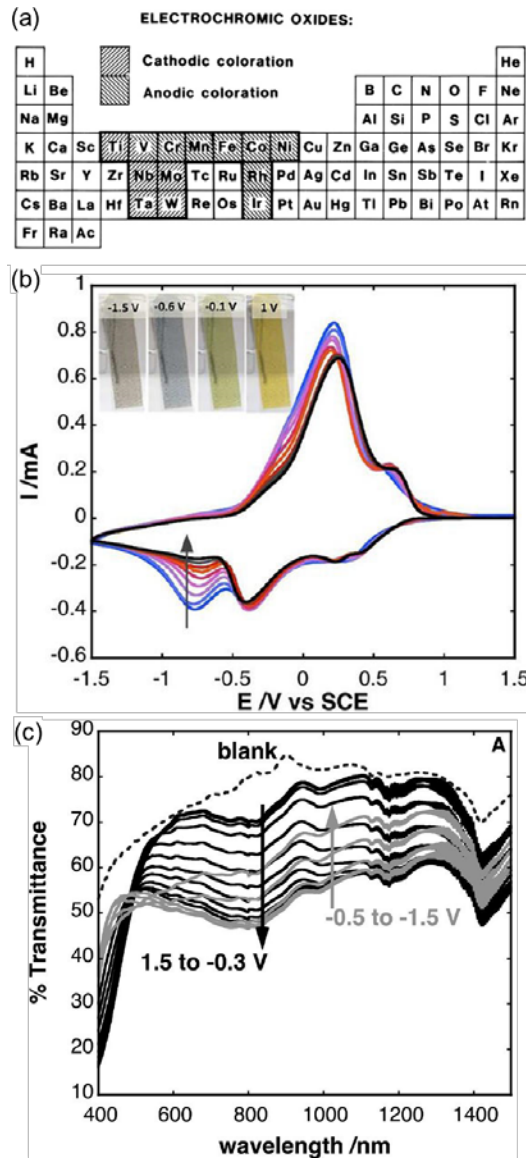 (a)
ELECTROCHROMIC OXIDES:
Cathodic coloration
Anodic coloration
H He
Li Be B C N O F Ne
Na Mg Al Si P S Cl Ar
K Ca Sc Ti V Cr Mn Fe Co Ni Cu Zn Ga Ge As Se Br Kr
Rb Sr Y Zr Nb Mo Tc Ru Rh Pd Ag Cd In Sn Sb Te I Xe
Cs Ba La Hf Ta W Re Os Ir Pt Au Hg Tl Pb Bi Po At Rn
Fr Ra Ac
(b)
1
0.8
0.6
0.4
0.2
0
-0.2
-0.4
-0.6
I /mA
-1.5 V -0.6 V -0.1 V 1 V
-1.5 -1 -0.5 0 0.5 1 1.5
E /V vs SCE
(c)
A
90
80
70
60
50
40
30
20
10
% Transmittance
blank
-0.5 to -1.5 V
1.5 to -0.3 V
400 600 800 1000 1200 1400
wavelength /nm